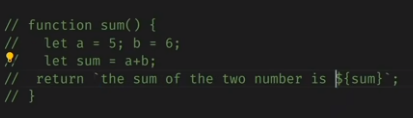 // function sum() {
//   let a = 5; b = 6;
//   let sum = a+b;
//  return `the sum of the two number is ${sum}`;
// }